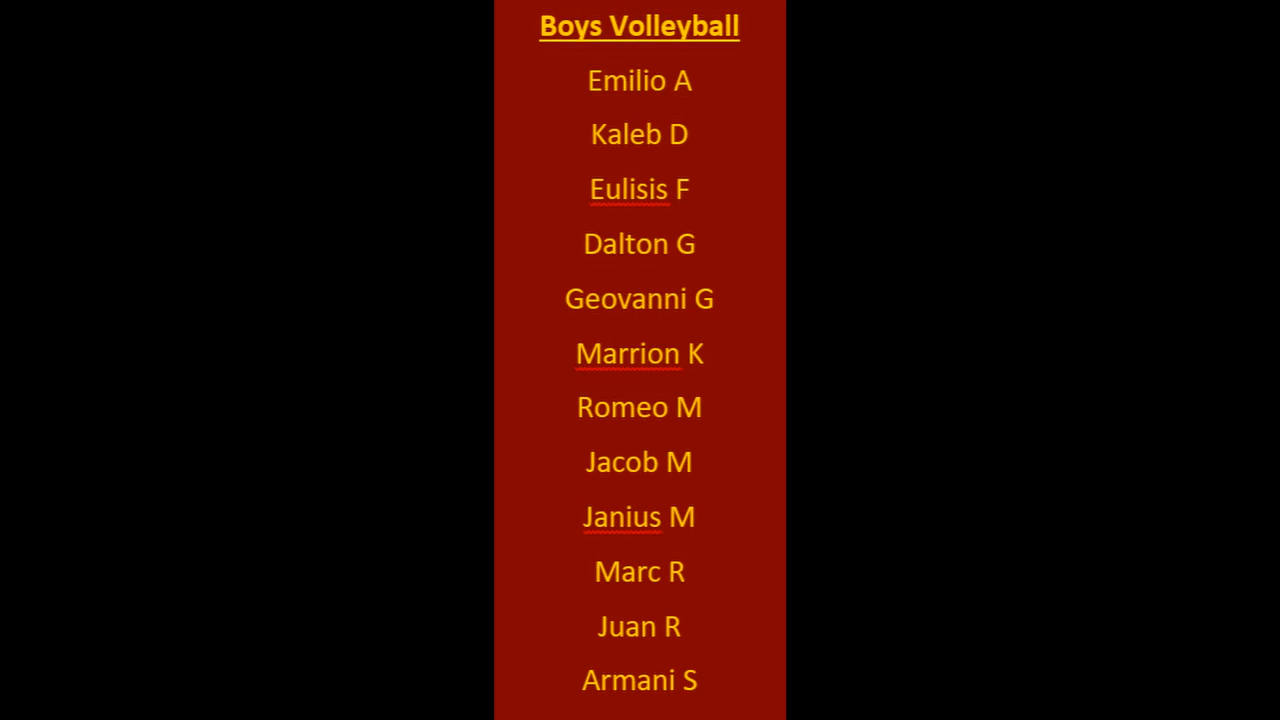 Boys Volleyball
Emilio A
Kaleb D
Eulisis F
Dalton G
Geovanni G
Marrion K
Romeo M
Jacob M
Janius M
Marc R
Juan R
Armani S